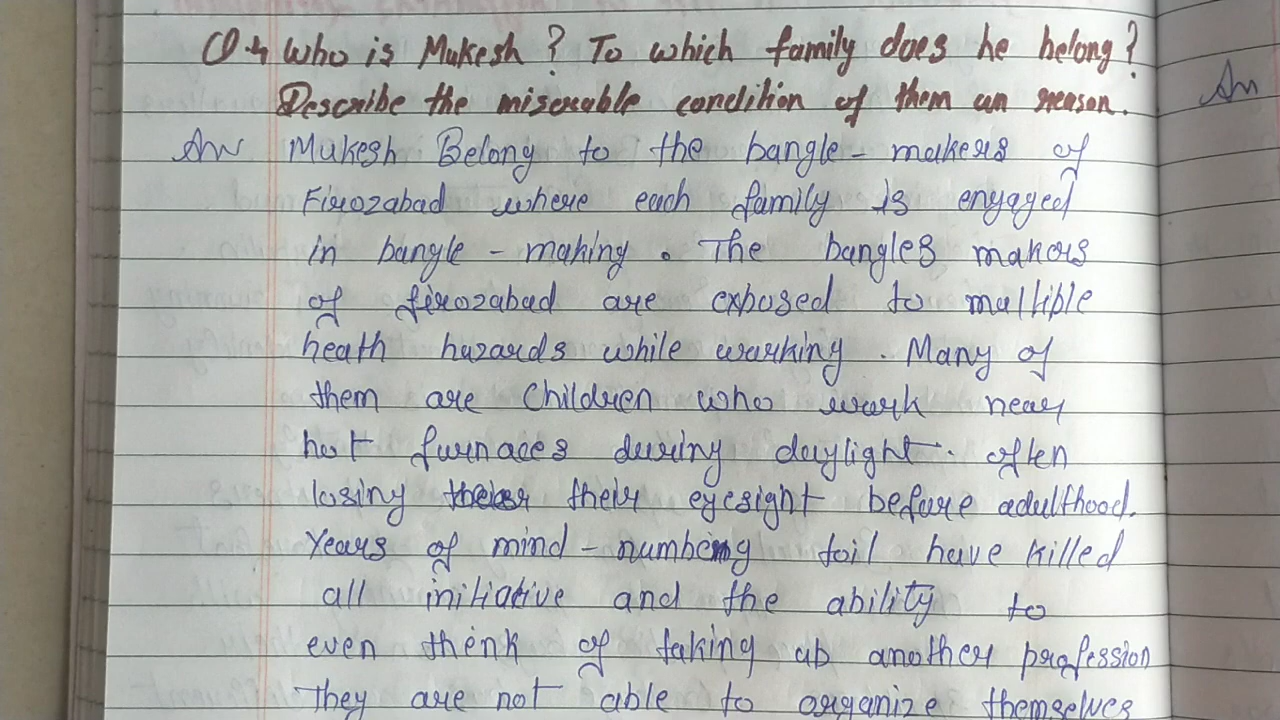 Q.4 Who is Mukesh ? To which family does he belong?
Describe the miserable condition of them an reason.
An
Ans Mukesh Belong to the bangle - makers of
Firozabad where each family is engaged
in bangle - making . The bangles makers
of firozabad are exposed to multible
heath hazards while working . Many of
them are Children who work near
hot furnaces during daylight . often
losing their eyesight before adulthood.
Years of mind - numbing toil have killed
all initiative and the ability to
even think of taking ub another profession
They are not able to organize themselves